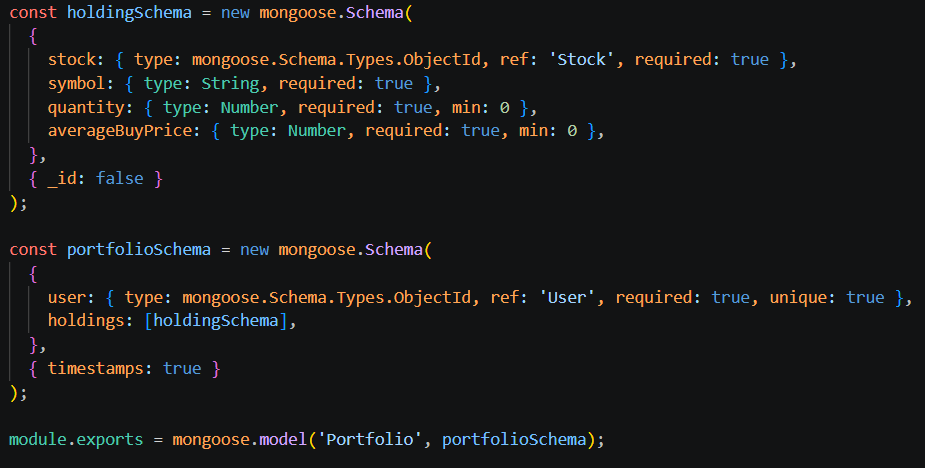 const holdingSchema = new mongoose.Schema(
  {
    stock: { type: mongoose.Schema.Types.ObjectId, ref: 'Stock', required: true },
    symbol: { type: String, required: true },
    quantity: { type: Number, required: true, min: 0 },
    averageBuyPrice: { type: Number, required: true, min: 0 },
  },
  { _id: false }
);

const portfolioSchema = new mongoose.Schema(
  {
    user: { type: mongoose.Schema.Types.ObjectId, ref: 'User', required: true, unique: true },
    holdings: [holdingSchema],
  },
  { timestamps: true }
);

module.exports = mongoose.model('Portfolio', portfolioSchema);